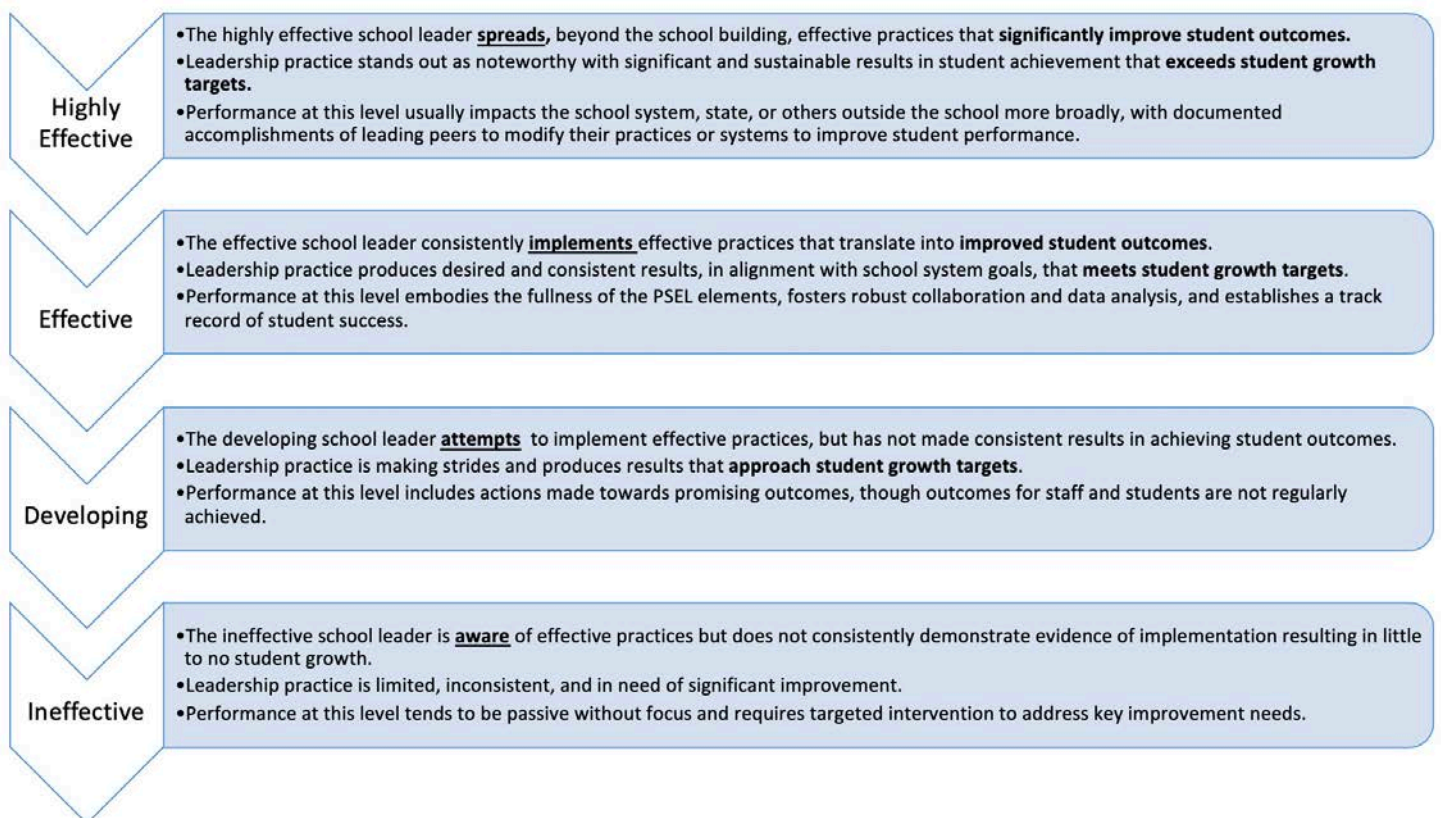 Highly
Effective
•The highly effective school leader spreads, beyond the school building, effective practices that significantly improve student outcomes.
•Leadership practice stands out as noteworthy with significant and sustainable results in student achievement that exceeds student growth
targets.
•Performance at this level usually impacts the school system, state, or others outside the school more broadly, with documented
accomplishments of leading peers to modify their practices or systems to improve student performance.
Effective
•The effective school leader consistently implements effective practices that translate into improved student outcomes.
•Leadership practice produces desired and consistent results, in alignment with school system goals, that meets student growth targets.
•Performance at this level embodies the fullness of the PSEL elements, fosters robust collaboration and data analysis, and establishes a track
record of student success.
Developing
•The developing school leader attempts to implement effective practices, but has not made consistent results in achieving student outcomes.
•Leadership practice is making strides and produces results that approach student growth targets.
•Performance at this level includes actions made towards promising outcomes, though outcomes for staff and students are not regularly
achieved.
Ineffective
•The ineffective school leader is aware of effective practices but does not consistently demonstrate evidence of implementation resulting in little
to no student growth.
•Leadership practice is limited, inconsistent, and in need of significant improvement.
•Performance at this level tends to be passive without focus and requires targeted intervention to address key improvement needs.